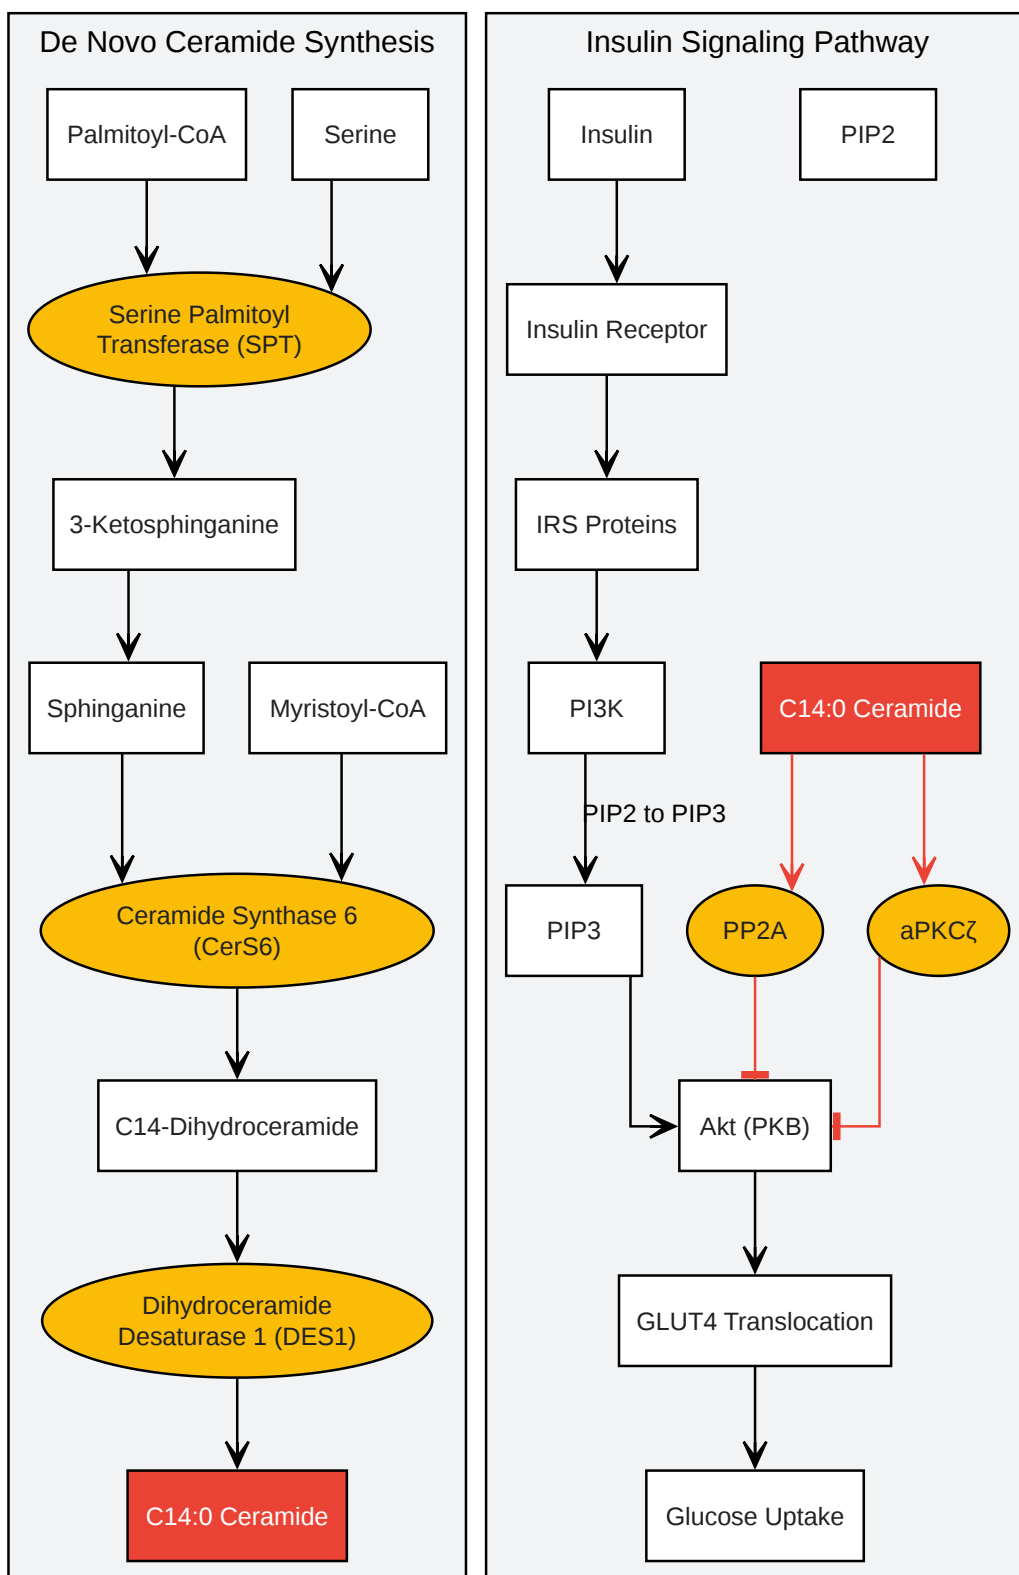 De Novo Ceramide Synthesis
Palmitoyl-CoA
Serine
Serine Palmitoyl
Transferase (SPT)
3-Ketosphinganine
Sphinganine
Myristoyl-CoA
Ceramide Synthase 6
(CerS6)
C14-Dihydroceramide
Dihydroceramide
Desaturase 1 (DES1)
C14:0 Ceramide
Insulin Signaling Pathway
Insulin
PIP2
Insulin Receptor
IRS Proteins
PI3K
C14:0 Ceramide
PIP2 to PIP3
PIP3
PP2A
aPKCζ
Akt (PKB)
GLUT4 Translocation
Glucose Uptake